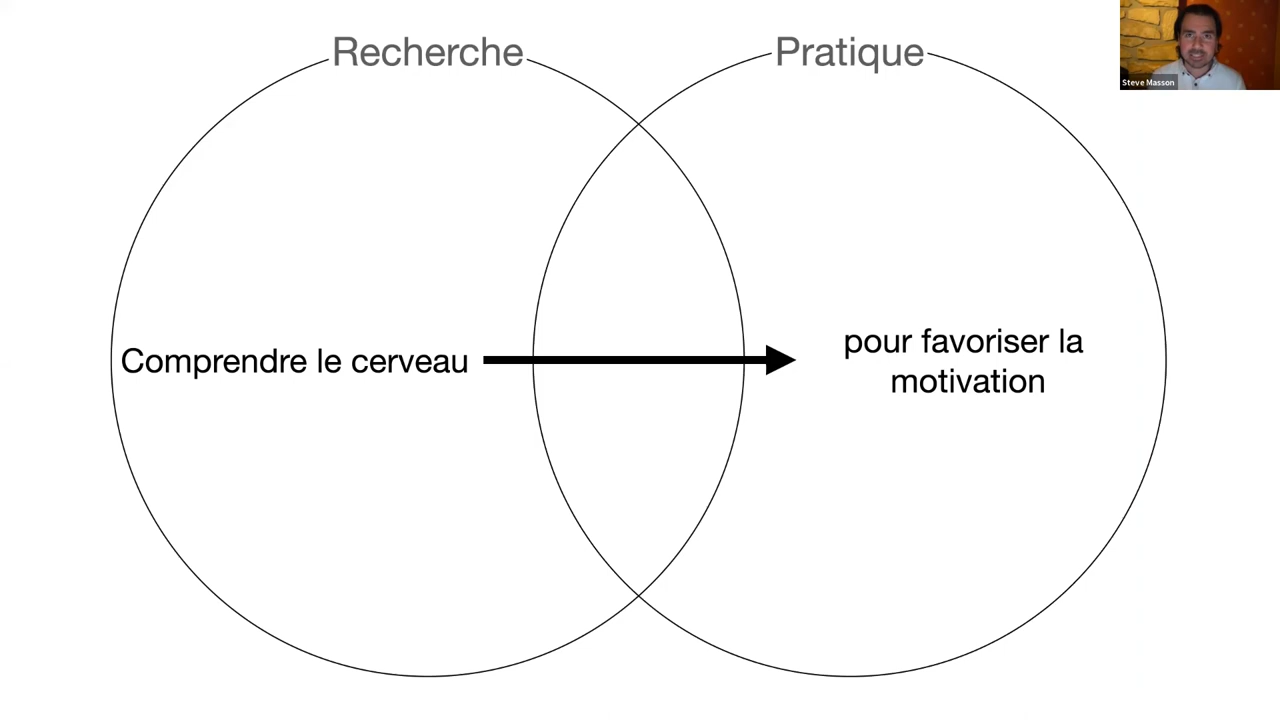 Recherche
Pratique
Steve Masson
Comprendre le cerveau
pour favoriser la
motivation